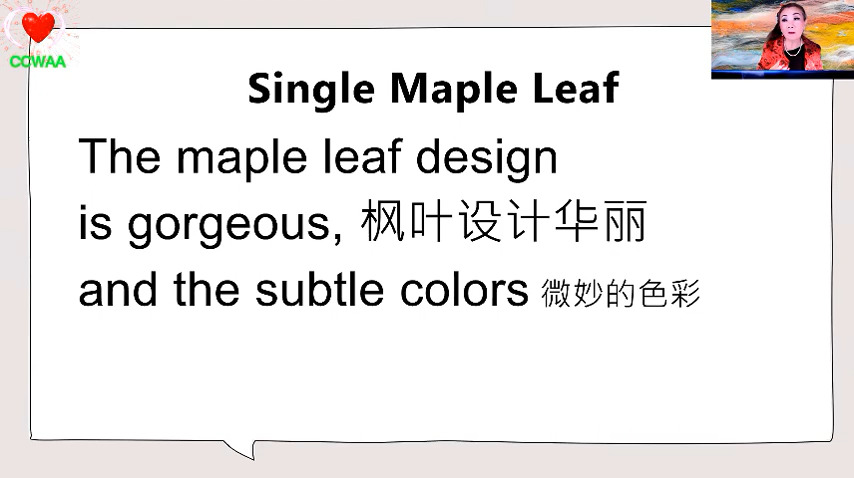 CCWAA
Single Maple Leaf
The maple leaf design
is gorgeous, 枫叶设计华丽
and the subtle colors 微妙的色彩